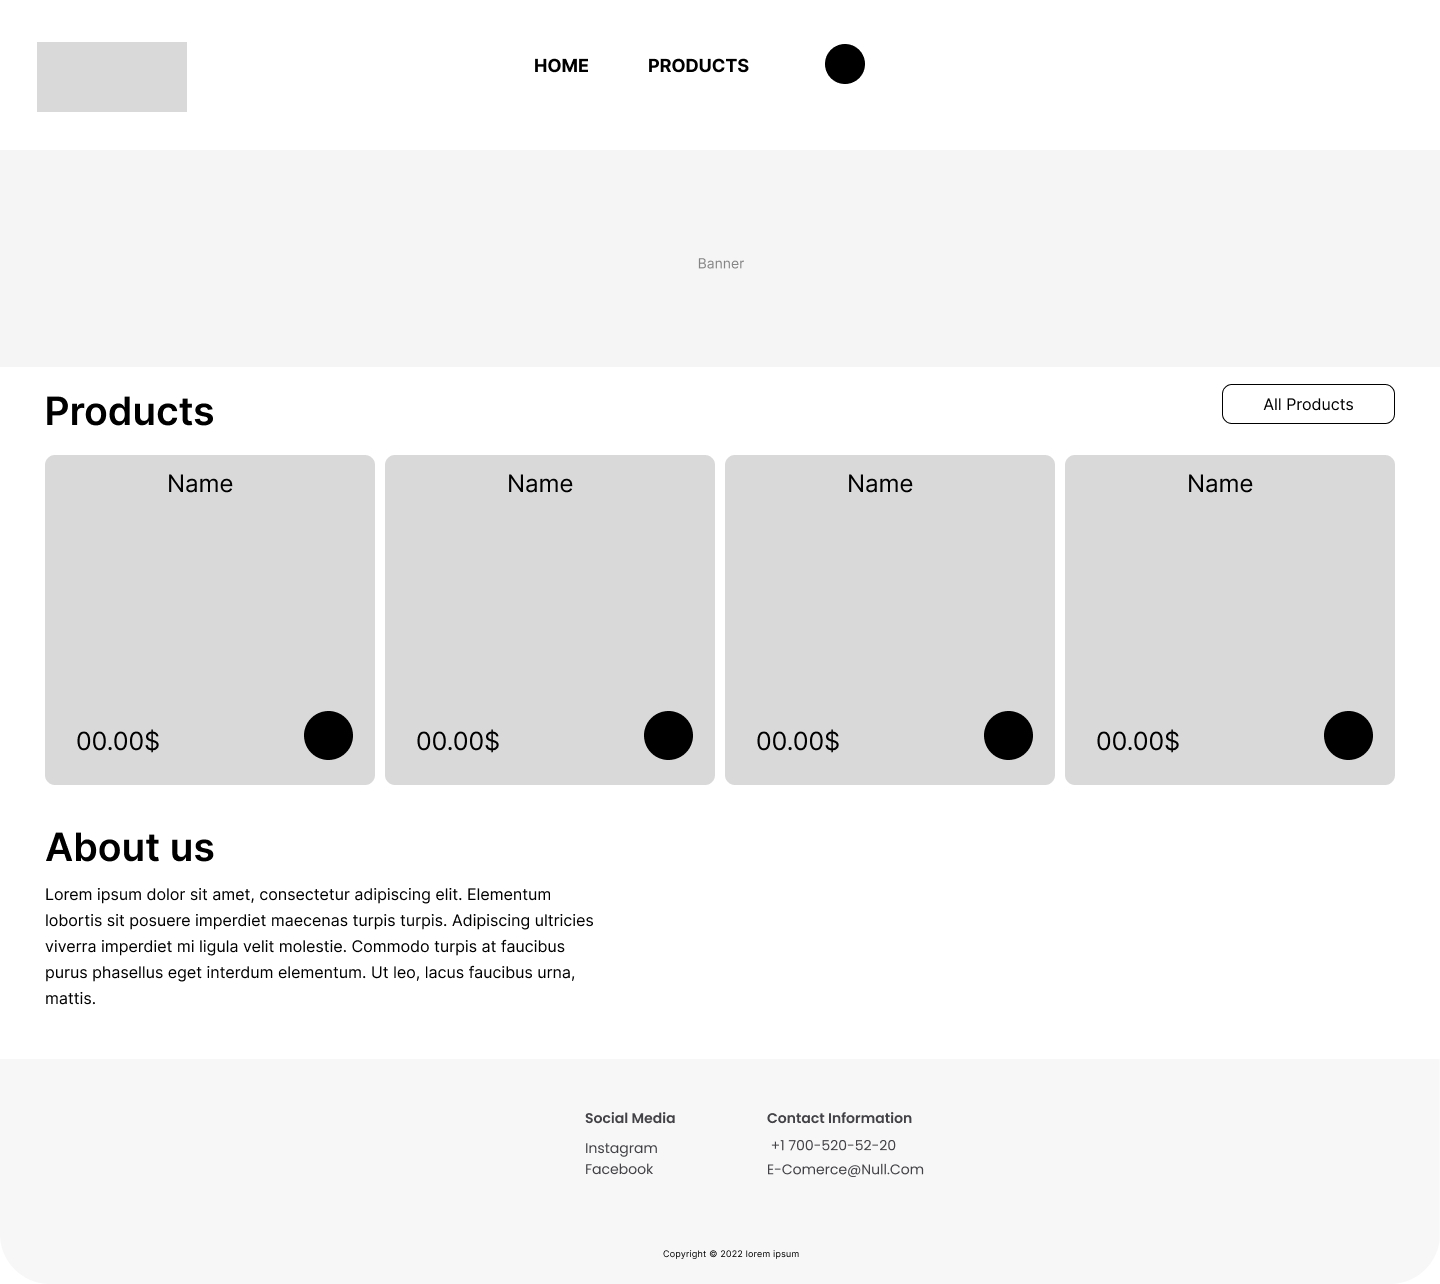 HOME
PRODUCTS
Banner
Products
All Products
Name
Name
Name
Name
00.00$
00.00$
00.00$
00.00$
About us
Lorem ipsum dolor sit amet, consectetur adipiscing elit. Elementum
lobortis sit posuere imperdiet maecenas turpis turpis. Adipiscing ultricies
viverra imperdiet mi ligula velit molestie. Commodo turpis at faucibus
purus phasellus eget interdum elementum. Ut leo, lacus faucibus urna,
mattis.
Social Media
Instagram
Facebook
Contact Information
+1 700-520-52-20
E-Comerce@Null.Com
Copyright © 2022 lorem ipsum